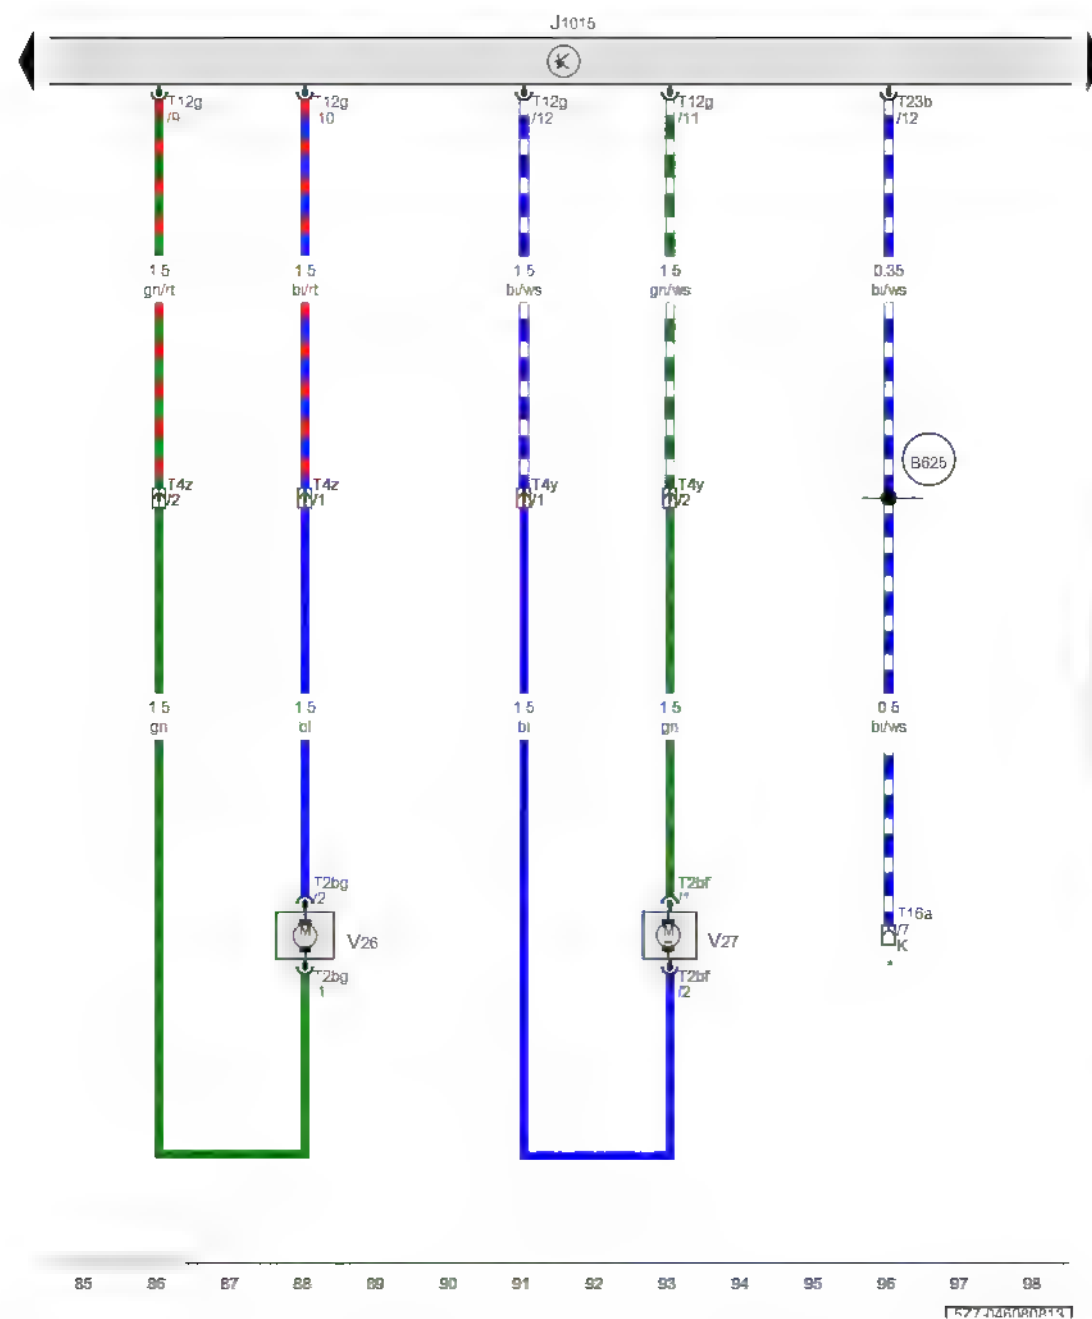 J1015
T12g
/9
T12g
10
T12g
/12
T12g
/11
T23b
/12
1 5
gn/rt
1 5
bl/rt
1 5
bl/ws
1 5
gn/ws
0.35
bl/ws
B625
T4z
/2
T4z
/1
T4y
/1
T4y
/2
1 5
gn
1 5
bl
1 5
bl
1 5
gn
0 5
bl/ws
T2bg
/2
T2bf
/1
T16a
/7
K
M
V26
M
V27
T2bg
1
T2bf
/2
85 86 87 88 89 90 91 92 93 94 95 96 97 98
577-046080813